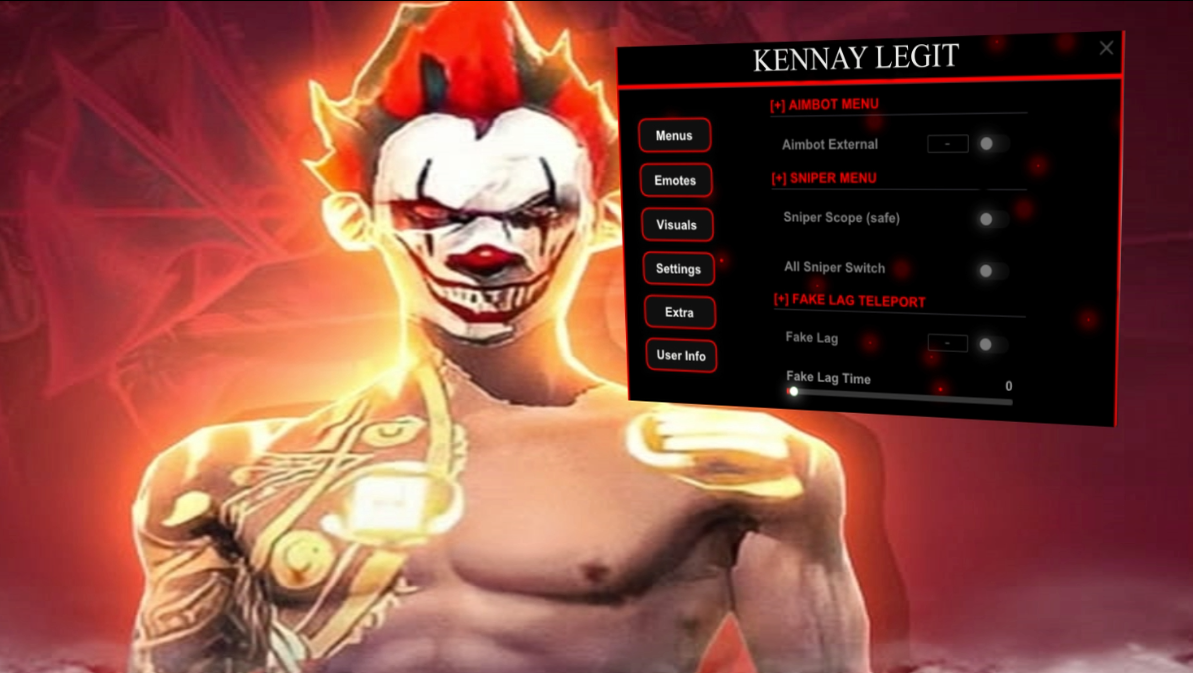 KENNAY LEGIT
Menus
Emotes
Visuals
Settings
Extra
User Info
[+] AIMBOT MENU
Aimbot External
-
[+] SNIPER MENU
Sniper Scope (safe)
All Sniper Switch
[+] FAKE LAG TELEPORT
Fake Lag
-
Fake Lag Time
0